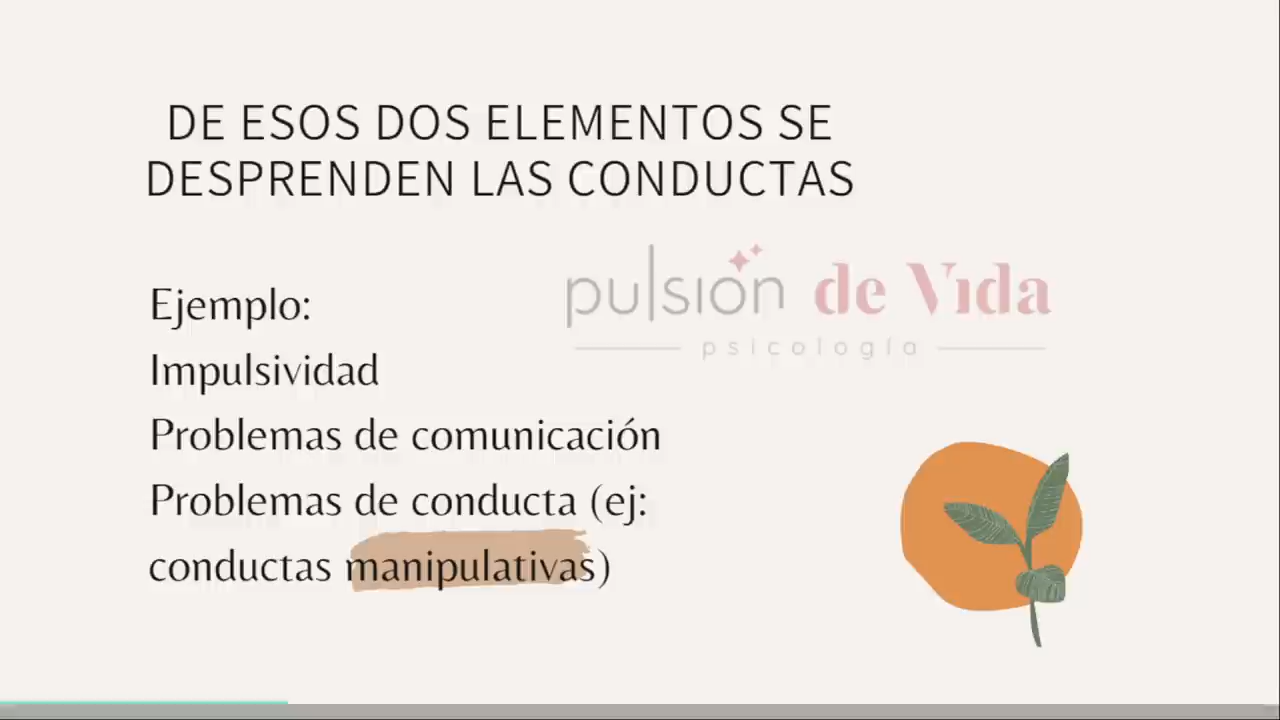 DE ESOS DOS ELEMENTOS SE
DESPRENDEN LAS CONDUCTAS
pulsión de Vida
psicología
Ejemplo:
Impulsividad
Problemas de comunicación
Problemas de conducta (ej:
conductas manipulativas)